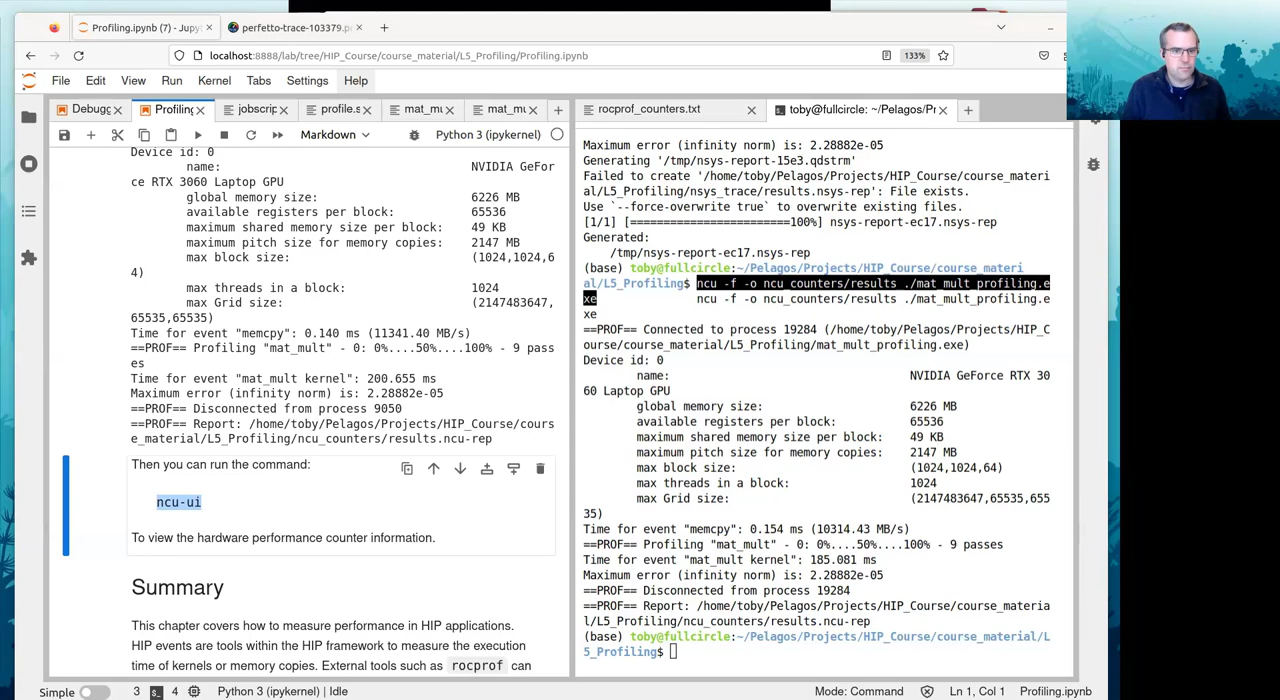 Profiling.ipynb (7) - Jupy
perfetto-trace-103379.p
localhost:8888/lab/tree/HIP_Course/course_material/L5_Profiling/Profiling.ipynb
133%
File Edit View Run Kernel Tabs Settings Help
Debugg
Profiling
jobscrip
profile.s
mat_mu
mat_mu
rocprof_counters.txt
toby@fullcircle: ~/Pelagos/Pr
Markdown
Python 3 (ipykernel)
Device id: 0
name: NVIDIA GeFor
ce RTX 3060 Laptop GPU
global memory size: 6226 MB
available registers per block: 65536
maximum shared memory size per block: 49 KB
maximum pitch size for memory copies: 2147 MB
max block size: (1024,1024,6
4)
max threads in a block: 1024
max Grid size: (2147483647,
65535,65535)
Time for event "memcpy": 0.140 ms (11341.40 MB/s)
==PROF== Profiling "mat_mult" - 0: 0%....50%....100% - 9 pass
es
Time for event "mat_mult kernel": 200.655 ms
Maximum error (infinity norm) is: 2.28882e-05
==PROF== Disconnected from process 9050
==PROF== Report: /home/toby/Pelagos/Projects/HIP_Course/cours
e_material/L5_Profiling/ncu_counters/results.ncu-rep
Then you can run the command:
ncu-ui
To view the hardware performance counter information.
Summary
This chapter covers how to measure performance in HIP applications.
HIP events are tools within the HIP framework to measure the execution
time of kernels or memory copies. External tools such as rocprof can
Maximum error (infinity norm) is: 2.28882e-05
Generating '/tmp/nsys-report-15e3.qdstrm'
Failed to create '/home/toby/Pelagos/Projects/HIP_Course/course_materi
al/L5_Profiling/nsys_trace/results.nsys-rep': File exists.
Use `--force-overwrite true` to overwrite existing files.
[1/1] [========================100%] nsys-report-ec17.nsys-rep
Generated:
/tmp/nsys-report-ec17.nsys-rep
(base) toby@fullcircle:~/Pelagos/Projects/HIP_Course/course_materi
al/L5_Profiling$ ncu -f -o ncu_counters/results ./mat_mult_profiling.e
xe ncu -f -o ncu_counters/results ./mat_mult_profiling.e
xe
==PROF== Connected to process 19284 (/home/toby/Pelagos/Projects/HIP_C
ourse/course_material/L5_Profiling/mat_mult_profiling.exe)
Device id: 0
name: NVIDIA GeForce RTX 30
60 Laptop GPU
global memory size: 6226 MB
available registers per block: 65536
maximum shared memory size per block: 49 KB
maximum pitch size for memory copies: 2147 MB
max block size: (1024,1024,64)
max threads in a block: 1024
max Grid size: (2147483647,65535,655
35)
Time for event "memcpy": 0.154 ms (10314.43 MB/s)
==PROF== Profiling "mat_mult" - 0: 0%....50%....100% - 9 passes
Time for event "mat_mult kernel": 185.081 ms
Maximum error (infinity norm) is: 2.28882e-05
==PROF== Disconnected from process 19284
==PROF== Report: /home/toby/Pelagos/Projects/HIP_Course/course_materia
l/L5_Profiling/ncu_counters/results.ncu-rep
(base) toby@fullcircle:~/Pelagos/Projects/HIP_Course/course_material/L
5_Profiling$
Simple 3 4 Python 3 (ipykernel) | Idle Mode: Command Ln 1, Col 1 Profiling.ipynb